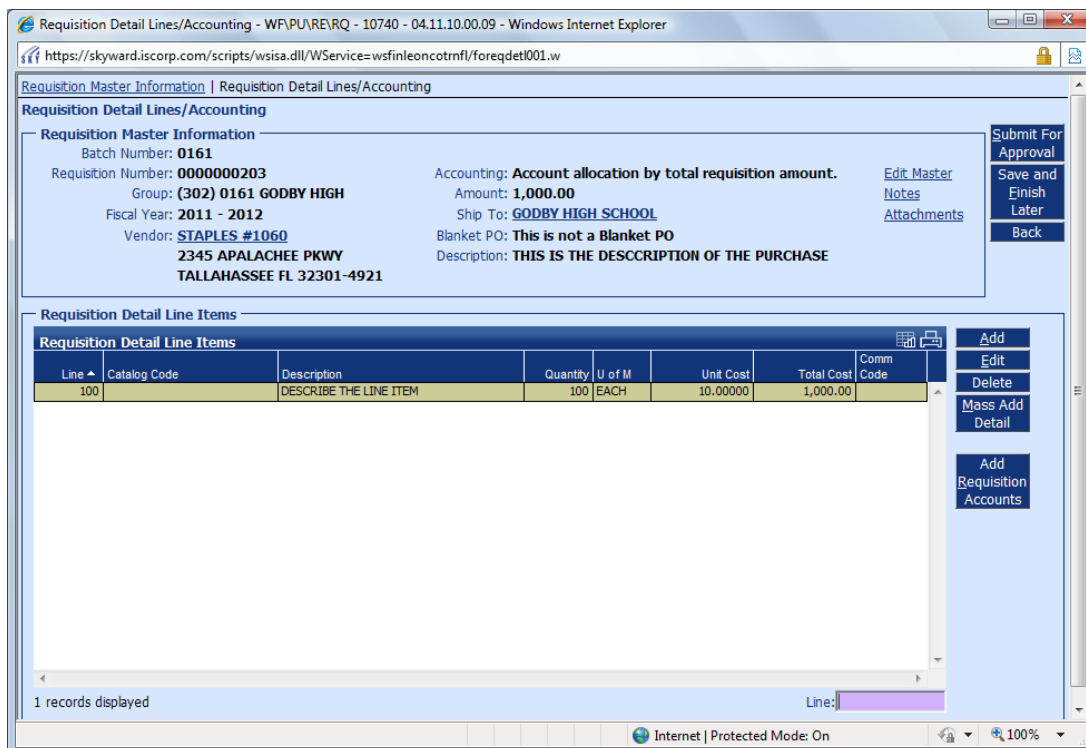 Requisition Detail Lines/Accounting - WF\PU\RE\RQ - 10740 - 04.11.10.00.09 - Windows Internet Explorer
https://skyward.iscorp.com/scripts/wsisa.dll/WService=wsfinleoncotrnfl/foreqdetl001.w
Requisition Master Information | Requisition Detail Lines/Accounting
Requisition Detail Lines/Accounting
Requisition Master Information
Batch Number: 0161
Requisition Number: 0000000203
Group: (302) 0161 GODBY HIGH
Fiscal Year: 2011 - 2012
Vendor: STAPLES #1060
2345 APALACHEE PKWY
TALLAHASSEE FL 32301-4921
Accounting: Account allocation by total requisition amount.
Amount: 1,000.00
Ship To: GODBY HIGH SCHOOL
Blanket PO: This is not a Blanket PO
Description: THIS IS THE DESCCRIPTION OF THE PURCHASE
Edit Master
Notes
Attachments
Submit For
Approval
Save and
Finish
Later
Back
Requisition Detail Line Items
Requisition Detail Line Items
Line Catalog Code Description Quantity U of M Unit Cost Total Cost Comm Code
100 DESCRIBE THE LINE ITEM 100 EACH 10.00000 1,000.00
Add
Edit
Delete
Mass Add
Detail
Add
Requisition
Accounts
1 records displayed
Line:
Internet | Protected Mode: On
100%